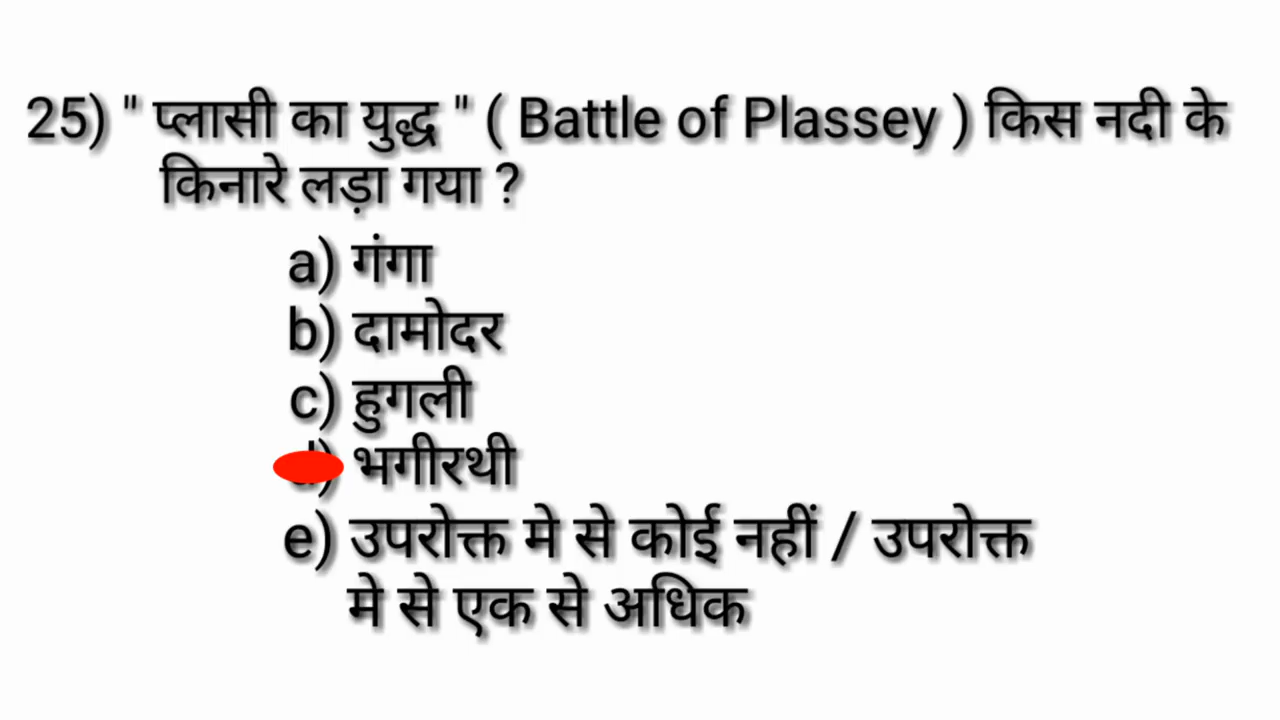 25) " प्लासी का युद्ध " ( Battle of Plassey ) किस नदी के
किनारे लड़ा गया ?
a) गंगा
b) दामोदर
c) हुगली
d) भगीरथी
e) उपरोक्त मे से कोई नहीं / उपरोक्त
मे से एक से अधिक